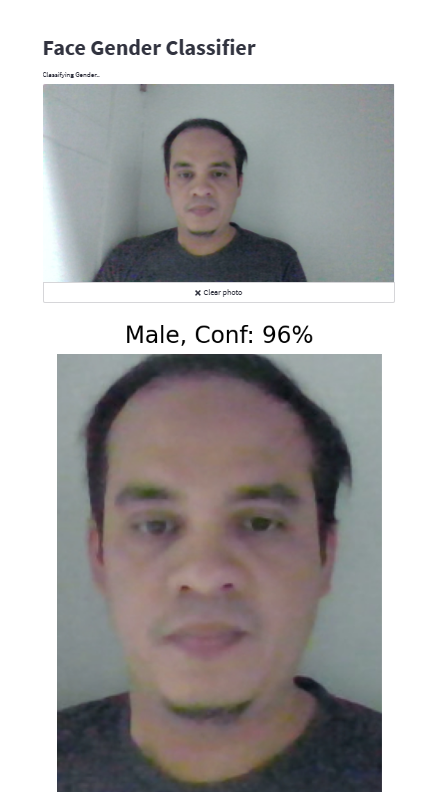 Face Gender Classifier
Classifying Gender..
✖ Clear photo
Male, Conf: 96%